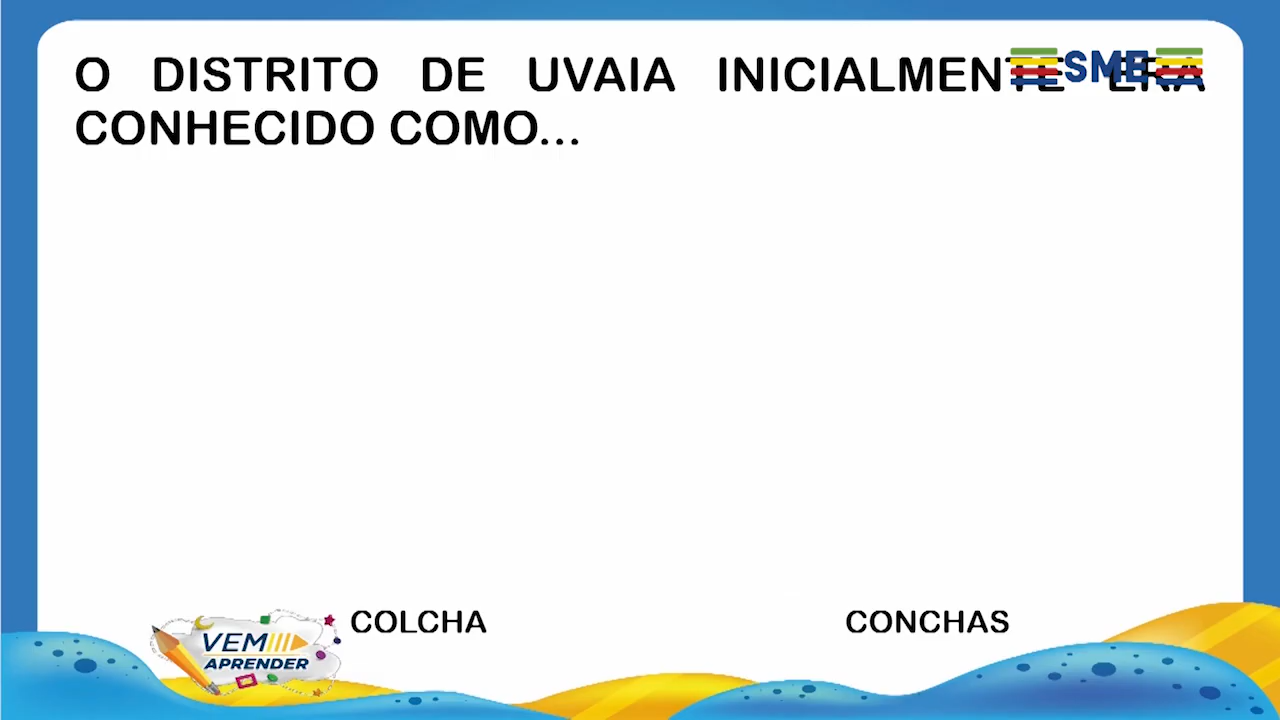 O DISTRITO DE UVAIA INICIALMENTE ERA
CONHECIDO COMO...
SME
COLCHA
CONCHAS
VEM
APRENDER